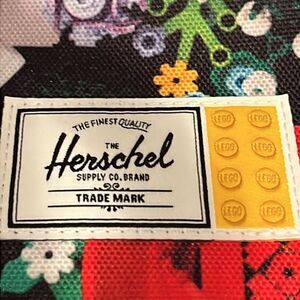 THE FINEST QUALITY
THE
Herschel
SUPPLY CO. BRAND
TRADE MARK
LEGO LEGO
LEGO LEGO
LEGO LEGO
LEGO LEGO